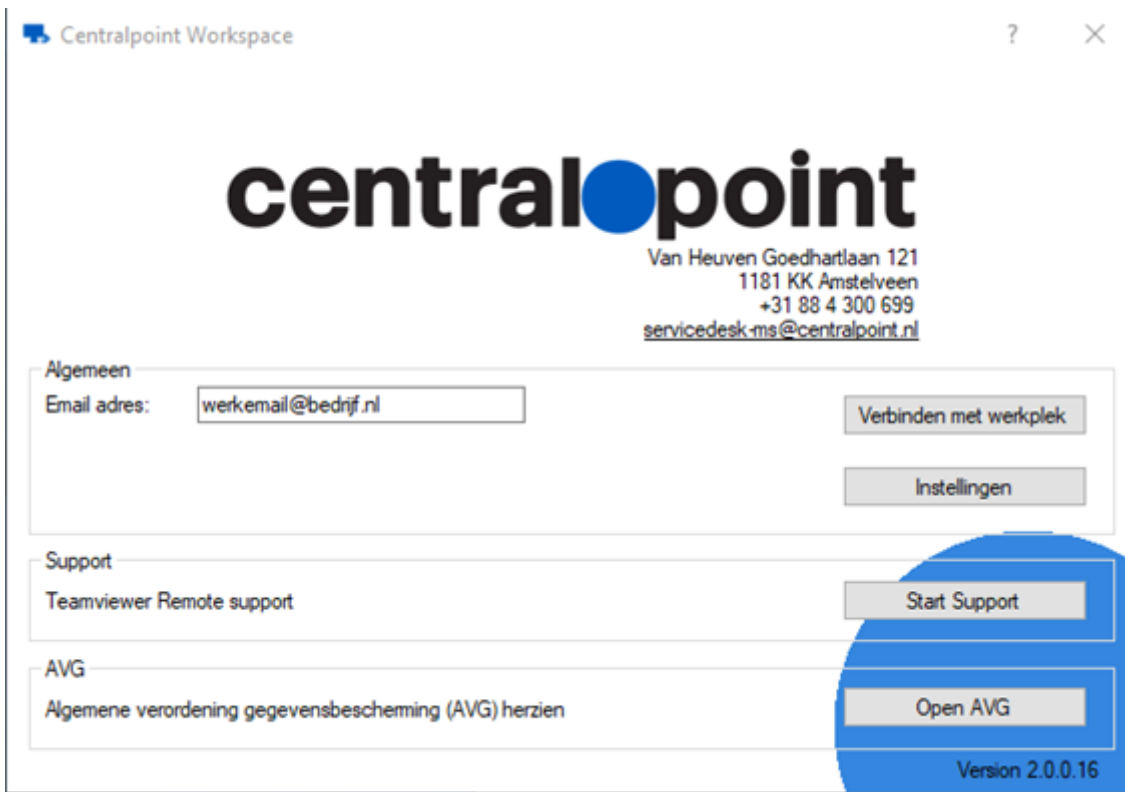 Centralpoint Workspace
?
central point
Van Heuven Goedhartlaan 121
1181 KK Amstelveen
+31 88 4 300 699
servicedesk-ms@centralpoint.nl
Algemeen
Email adres: werkemail@bedrijf.nl
Verbinden met werkplek
Instellingen
Support
Teamviewer Remote support
Start Support
AVG
Algemene verordening gegevensbescherming (AVG) herzien
Open AVG
Version 2.0.0.16